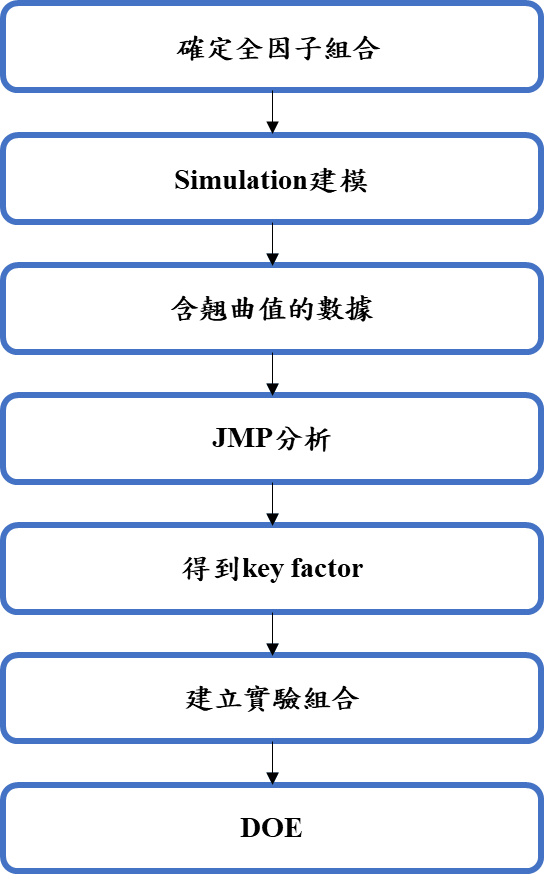 確定全因子組合
Simulation建模
含翹曲值的數據
JMP分析
得到key factor
建立實驗組合
DOE